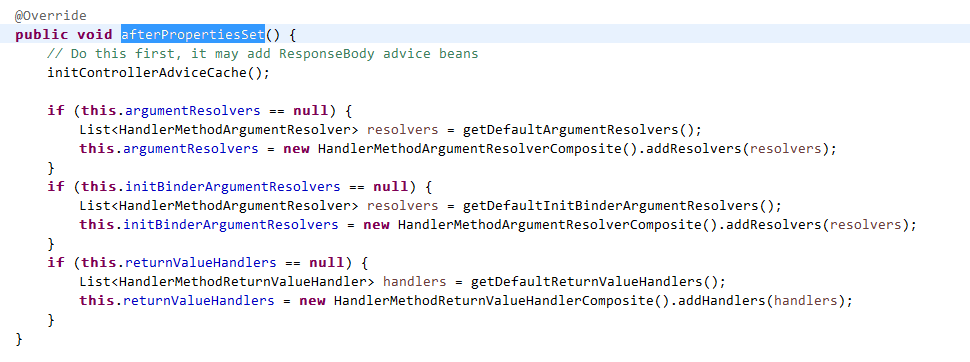 @Override
public void afterPropertiesSet() {
// Do this first, it may add ResponseBody advice beans
initControllerAdviceCache();
if (this.argumentResolvers == null) {
List<HandlerMethodArgumentResolver> resolvers = getDefaultArgumentResolvers();
this.argumentResolvers = new HandlerMethodArgumentResolverComposite().addResolvers(resolvers);
}
if (this.initBinderArgumentResolvers == null) {
List<HandlerMethodArgumentResolver> resolvers = getDefaultInitBinderArgumentResolvers();
this.initBinderArgumentResolvers = new HandlerMethodArgumentResolverComposite().addResolvers(resolvers);
}
if (this.returnValueHandlers == null) {
List<HandlerMethodReturnValueHandler> handlers = getDefaultReturnValueHandlers();
this.returnValueHandlers = new HandlerMethodReturnValueHandlerComposite().addHandlers(handlers);
}
}